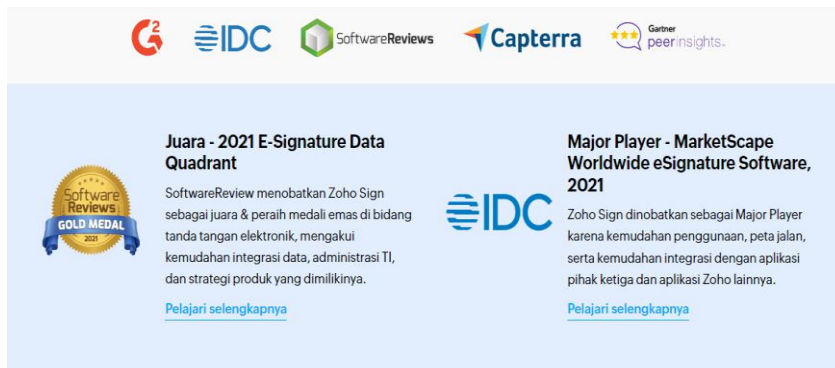 G2
IDC
SoftwareReviews
Capterra
Gartner
peerinsights™
Software
Reviews
GOLD MEDAL
2021
Juara - 2021 E-Signature Data
Quadrant
SoftwareReview menobatkan Zoho Sign
sebagai juara & peraih medali emas di bidang
tanda tangan elektronik, mengakui
kemudahan integrasi data, administrasi TI,
dan strategi produk yang dimilikinya.
Pelajari selengkapnya
IDC
Major Player - MarketScape
Worldwide eSignature Software,
2021
Zoho Sign dinobatkan sebagai Major Player
karena kemudahan penggunaan, peta jalan,
serta kemudahan integrasi dengan aplikasi
pihak ketiga dan aplikasi Zoho lainnya.
Pelajari selengkapnya